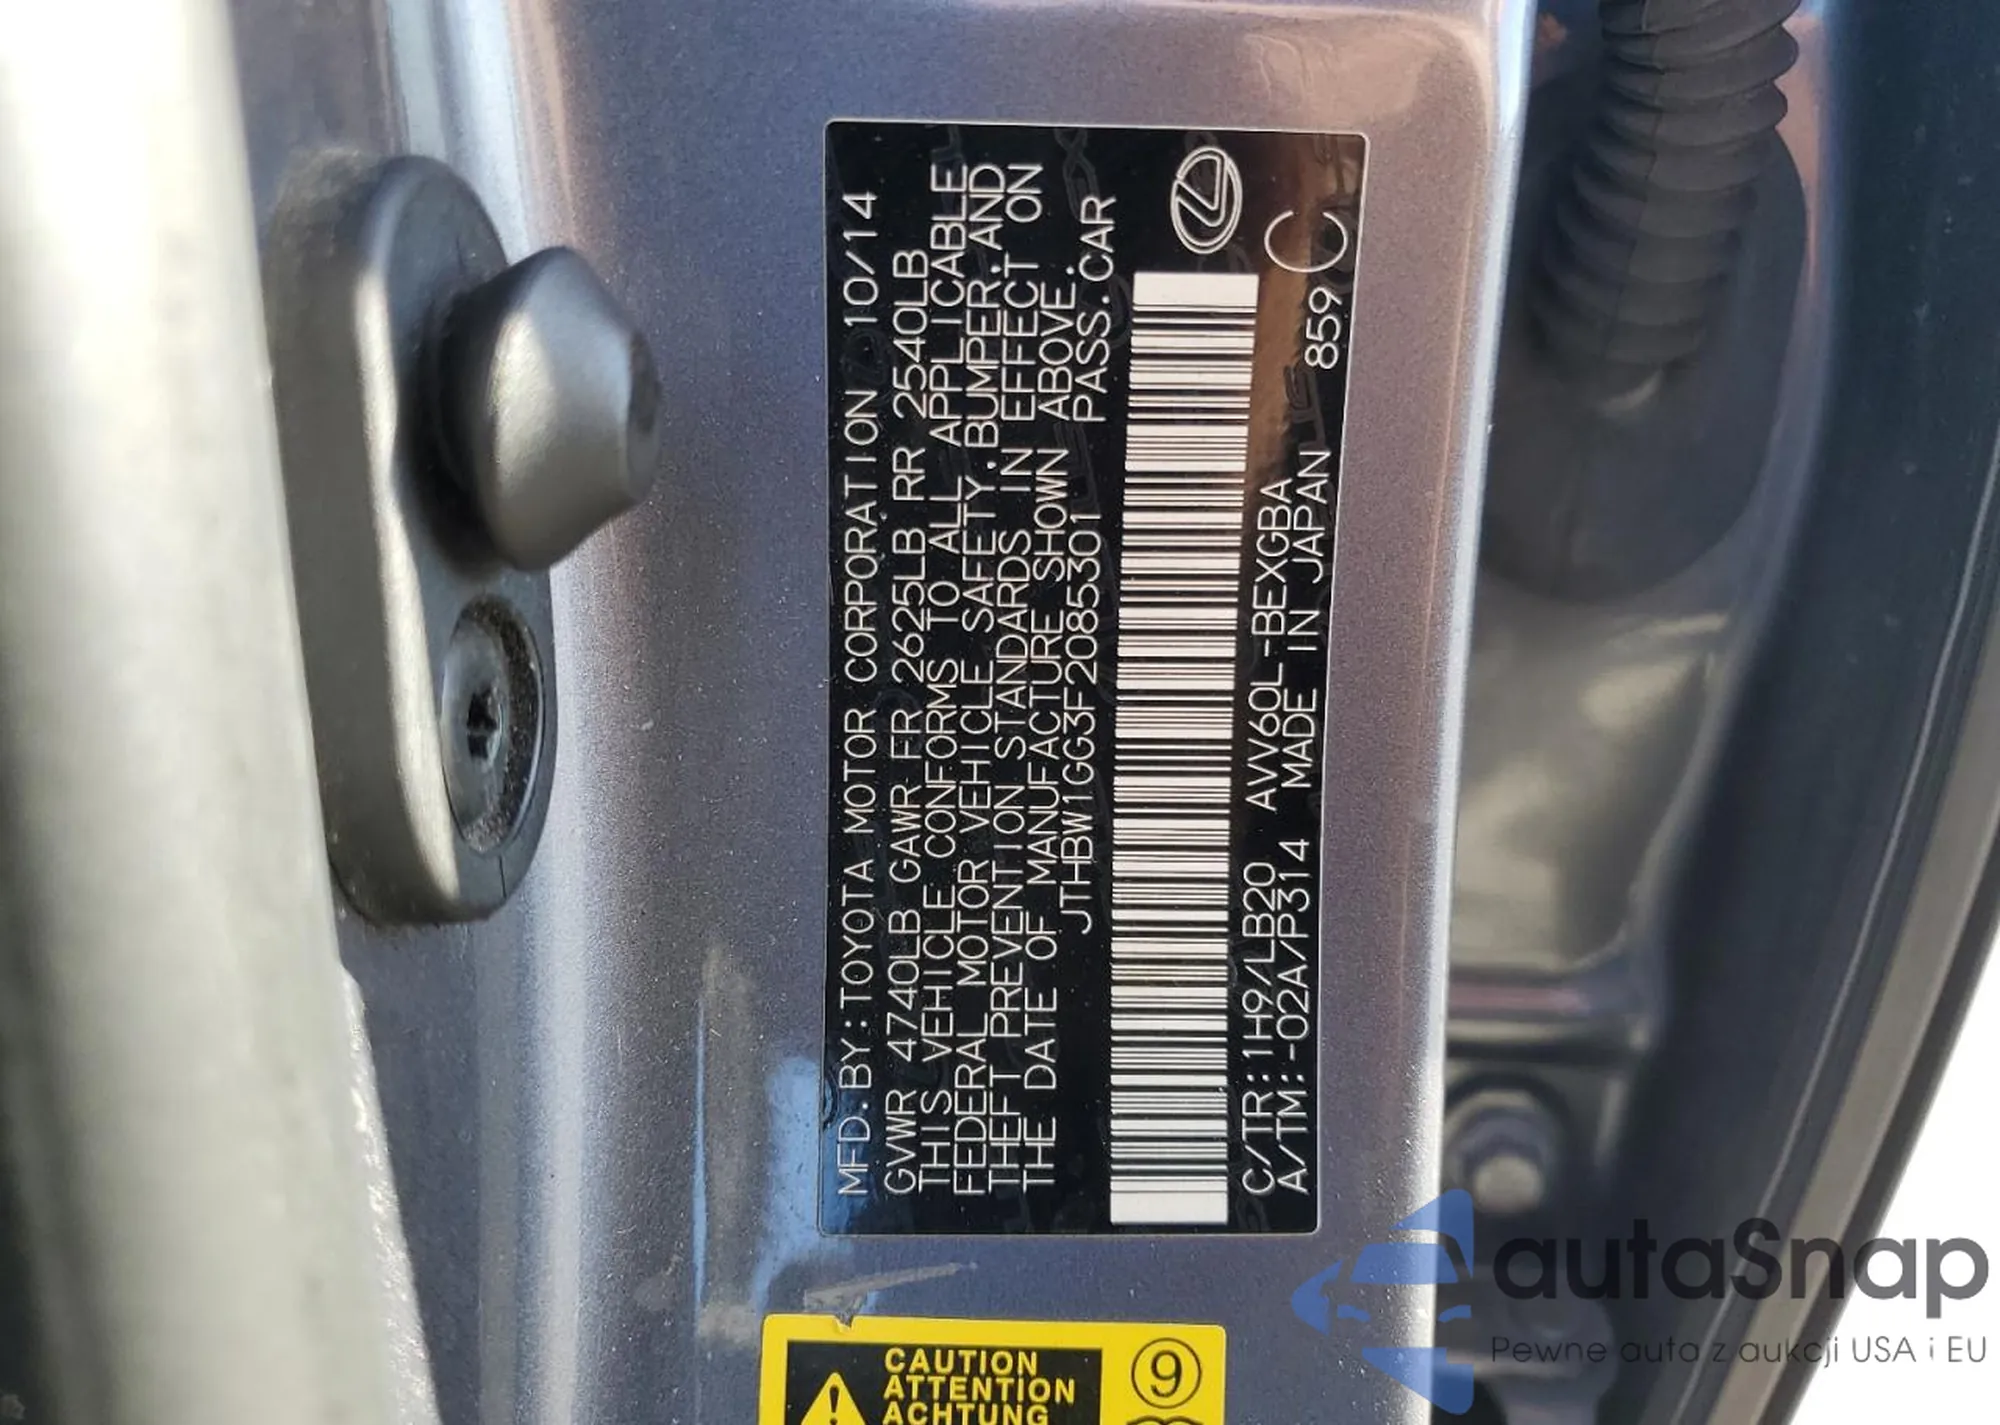 MFD.BY:TOYOTA MOTOR CORPORATION 10/14
GVWR 4740LB GAWR FR 2625LB RR 2540LB
THIS VEHICLE CONFORMS TO ALL APPLICABLE
FEDERAL MOTOR VEHICLE SAFETY.BUMPER.AND
THEFT PREVENTION STANDARDS IN EFFECT ON
THE DATE OF MANUFACTURE SHOWN ABOVE.
JTHBW1GG3F2085301 PASS.CAR
C/TR:1H9/LB20 AVV60L-BEXGBA 859
A/TM:-02A/P314 MADE IN JAPAN
C
CAUTION
ATTENTION
ACHTUNG
9
autaSnap
Pewne auta z aukcji USA i EU